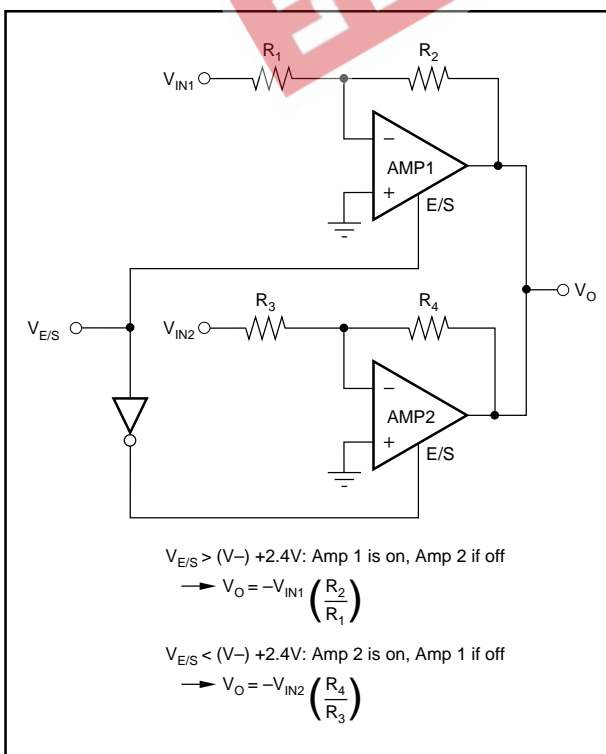 R1
R2
VIN1
−
AMP1
+
E/S
VO
R3
R4
VE/S
VIN2
−
AMP2
+
E/S
VE/S > (V–) +2.4V: Amp 1 is on, Amp 2 if off
→ VO = –VIN1 (R2/R1)
VE/S < (V–) +2.4V: Amp 2 is on, Amp 1 if off
→ VO = –VIN2 (R4/R3)